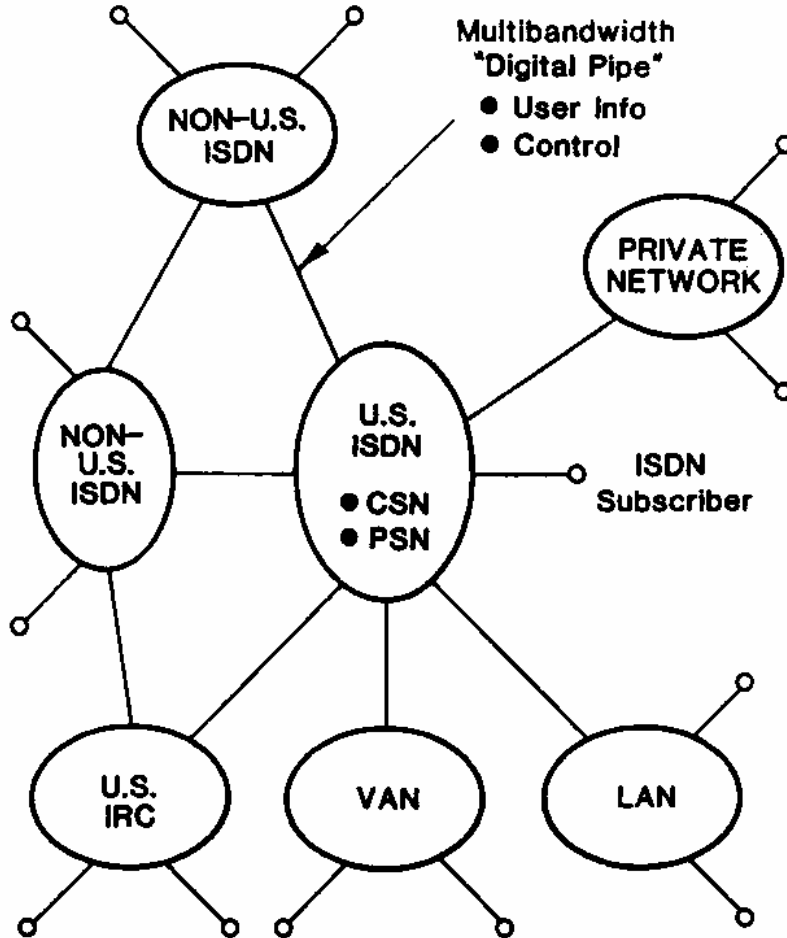 Multibandwidth
"Digital Pipe"
● User Info
● Control
NON-U.S.
ISDN
PRIVATE
NETWORK
NON-
U.S.
ISDN
U.S.
ISDN
● CSN
● PSN
ISDN
Subscriber
U.S.
IRC
VAN
LAN